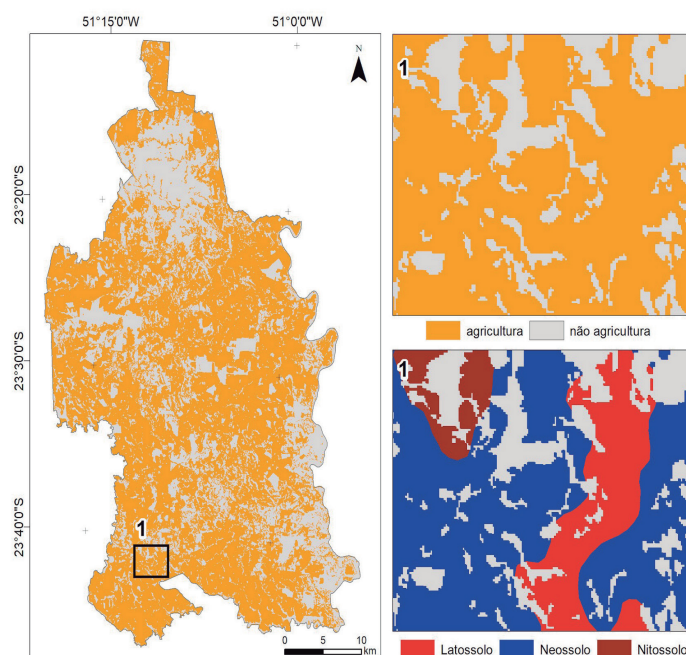 51°15'0"W
51°0'0"W
N
23°20'0"S
23°30'0"S
23°40'0"S
1
0 5 10
km
1
agricultura
não agricultura
1
Latossolo
Neossolo
Nitossolo